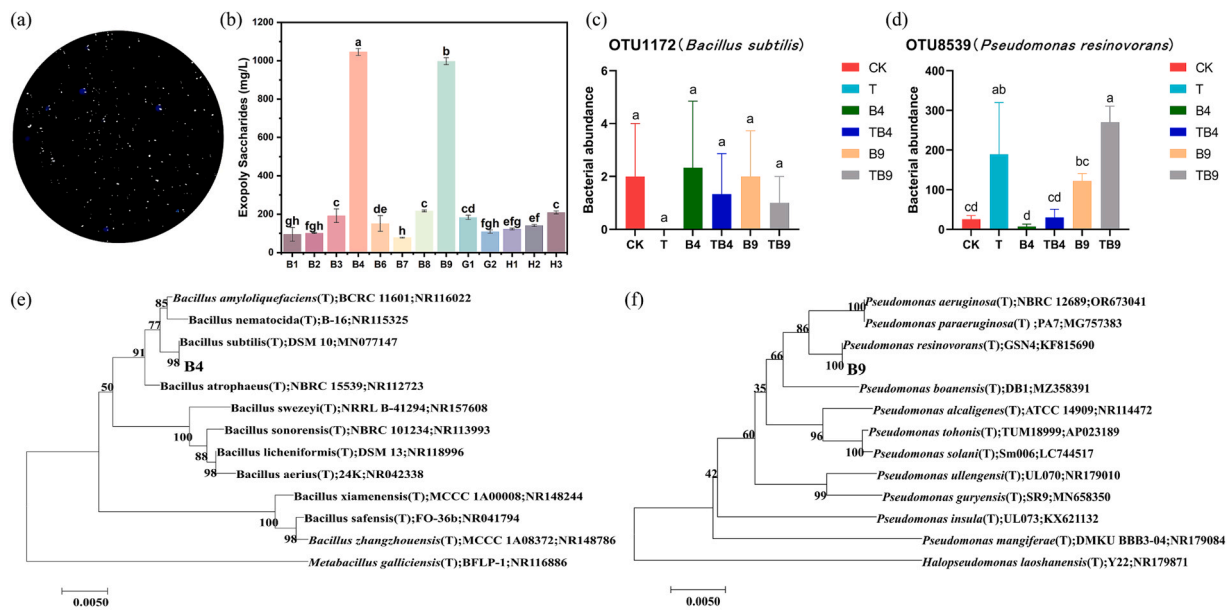 (a)
(b)
Exopoly Saccharides (mg/L)
1200
1000
800
600
400
200
0
gh
fgh
c
a
de
h
c
b
cd
fgh
efg
ef
c
B1 B2 B3 B4 B6 B7 B8 B9 G1 G2 H1 H2 H3
(c)
OTU1172(Bacillus subtilis)
Bacterial abundance
6
4
2
0
a
a
a
a
a
a
CK T B4 TB4 B9 TB9
CK
T
B4
TB4
B9
TB9
(d)
OTU8539(Pseudomonas resinovorans)
Bacterial abundance
400
300
200
100
0
cd
ab
d
cd
bc
a
CK T B4 TB4 B9 TB9
CK
T
B4
TB4
B9
TB9
(e)
Bacillus amyloliquefaciens(T);BCRC 11601;NR116022
85
Bacillus nematocida(T);B-16;NR115325
77
Bacillus subtilis(T);DSM 10;MN077147
91
98 B4
Bacillus atrophaeus(T);NBRC 15539;NR112723
50
Bacillus swezeyi(T);NRRL B-41294;NR157608
Bacillus sonorensis(T);NBRC 101234;NR113993
100
Bacillus licheniformis(T);DSM 13;NR118996
88
98 Bacillus aerius(T);24K;NR042338
Bacillus xiamenensis(T);MCCC 1A00008;NR148244
Bacillus safensis(T);FO-36b;NR041794
100
98 Bacillus zhangzhouensis(T);MCCC 1A08372;NR148786
Metabacillus galliciensis(T);BFLP-1;NR116886
0.0050
(f)
Pseudomonas aeruginosa(T);NBRC 12689;OR673041
100
Pseudomonas paraeruginosa(T) ;PA7;MG757383
86
Pseudomonas resinovorans(T);GSN4;KF815690
66
100 B9
Pseudomonas boanensis(T);DB1;MZ358391
35
Pseudomonas alcaligenes(T);ATCC 14909;NR114472
Pseudomonas tohonis(T);TUM18999;AP023189
60
96
100 Pseudomonas solani(T);Sm006;LC744517
42
Pseudomonas ullengensi(T);UL070;NR179010
99 Pseudomonas guryensis(T);SR9;MN658350
Pseudomonas insula(T);UL073;KX621132
Pseudomonas mangiferae(T);DMKU BBB3-04;NR179084
Halopseudomonas laoshanensis(T);Y22;NR179871
0.0050